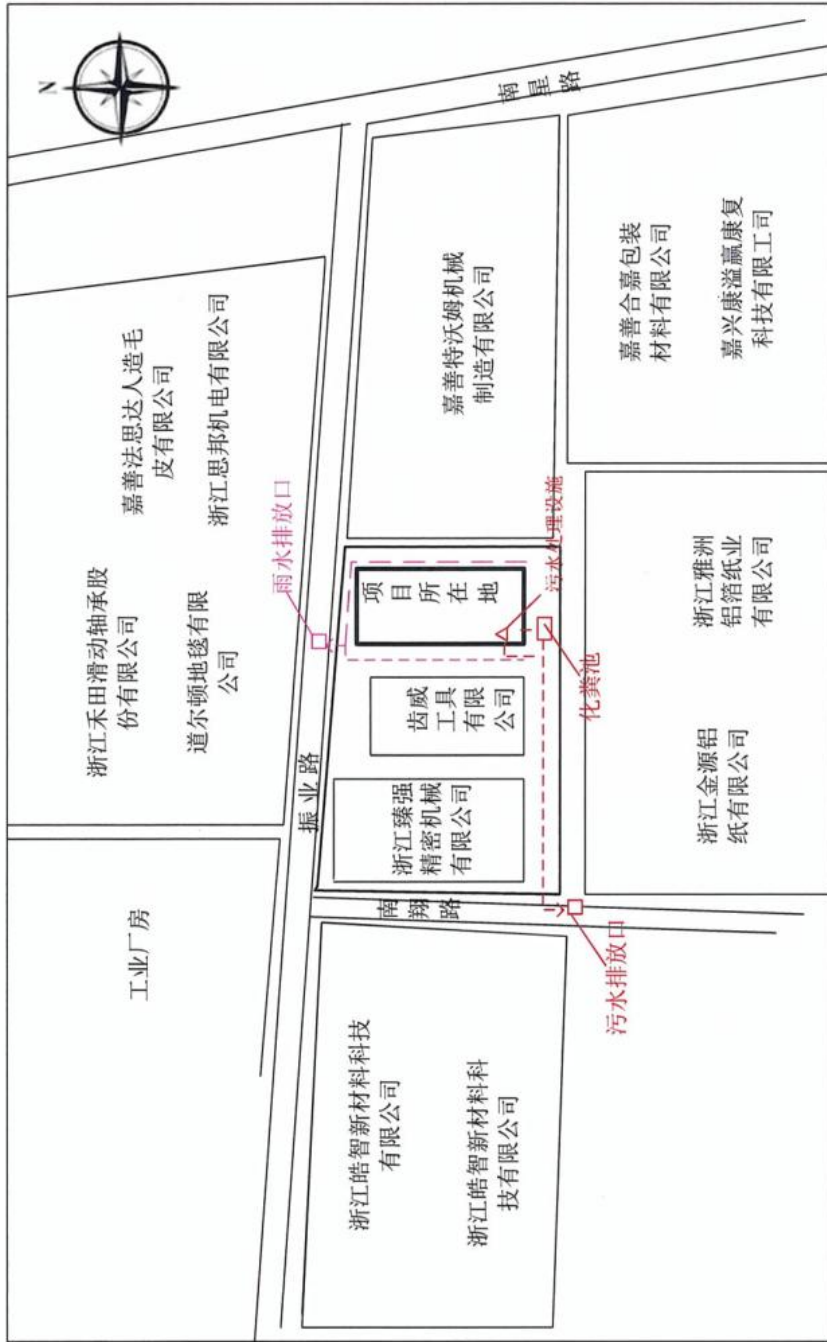 N
南星路
嘉善法思达人造毛
皮有限公司
浙江思邦机电有限公司
浙江禾田滑动轴承股
份有限公司
道尔顿地毯有限
公司
工业厂房
振业路
雨水排放口
嘉善特沃姆机械
制造有限公司
项目所在地
污水处理设施
化粪池
齿威
工具
有限
公司
浙江臻强
精密机械
有限公司
南翔路
污水排放口
浙江皓智新材料科技
有限公司
浙江皓智新材料科
技有限公司
嘉善合嘉包装
材料有限公司
嘉兴康溢赢康复
科技有限工司
浙江雅洲
铝箔纸业
有限公司
浙江金源铝
纸有限公司